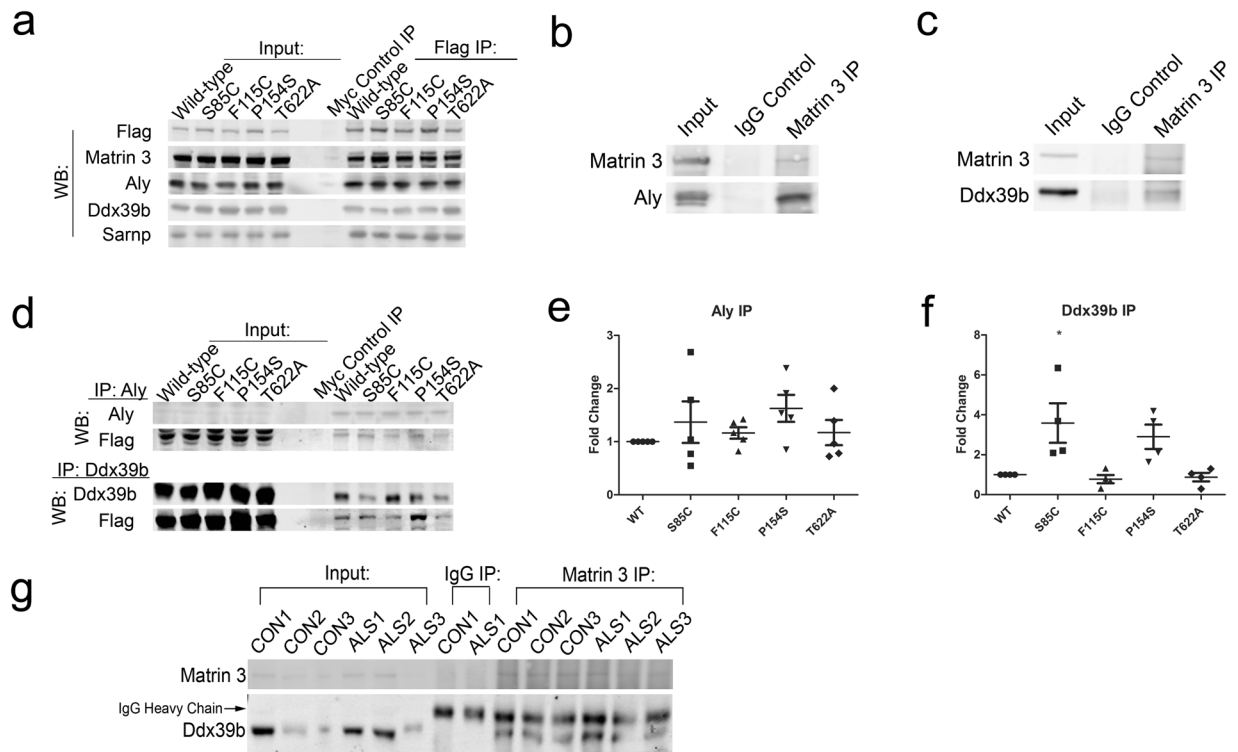 a
Input:
Flag IP:
Wild-type
S85C
F115C
P154S
T622A
Myc Control IP
Wild-type
S85C
F115C
P154S
T622A
WB:
Flag
Matrin 3
Aly
Ddx39b
Sarnp
b
Input
IgG Control
Matrin 3 IP
Matrin 3
Aly
c
Input
IgG Control
Matrin 3 IP
Matrin 3
Ddx39b
d
Input:
Wild-type
S85C
F115C
P154S
T622A
Myc Control IP
Wild-type
S85C
F115C
P154S
T622A
IP: Aly
WB:
Aly
Flag
IP: Ddx39b
WB:
Ddx39b
Flag
e
Aly IP
Fold Change
3
2
1
0
WT
S85C
F115C
P154S
T622A
f
Ddx39b IP
Fold Change
8
6
4
2
0
*
WT
S85C
F115C
P154S
T622A
g
Input:
IgG IP:
Matrin 3 IP:
CON1
CON2
CON3
ALS1
ALS2
ALS3
CON1
ALS1
CON1
CON2
CON3
ALS1
ALS2
ALS3
Matrin 3
IgG Heavy Chain
Ddx39b